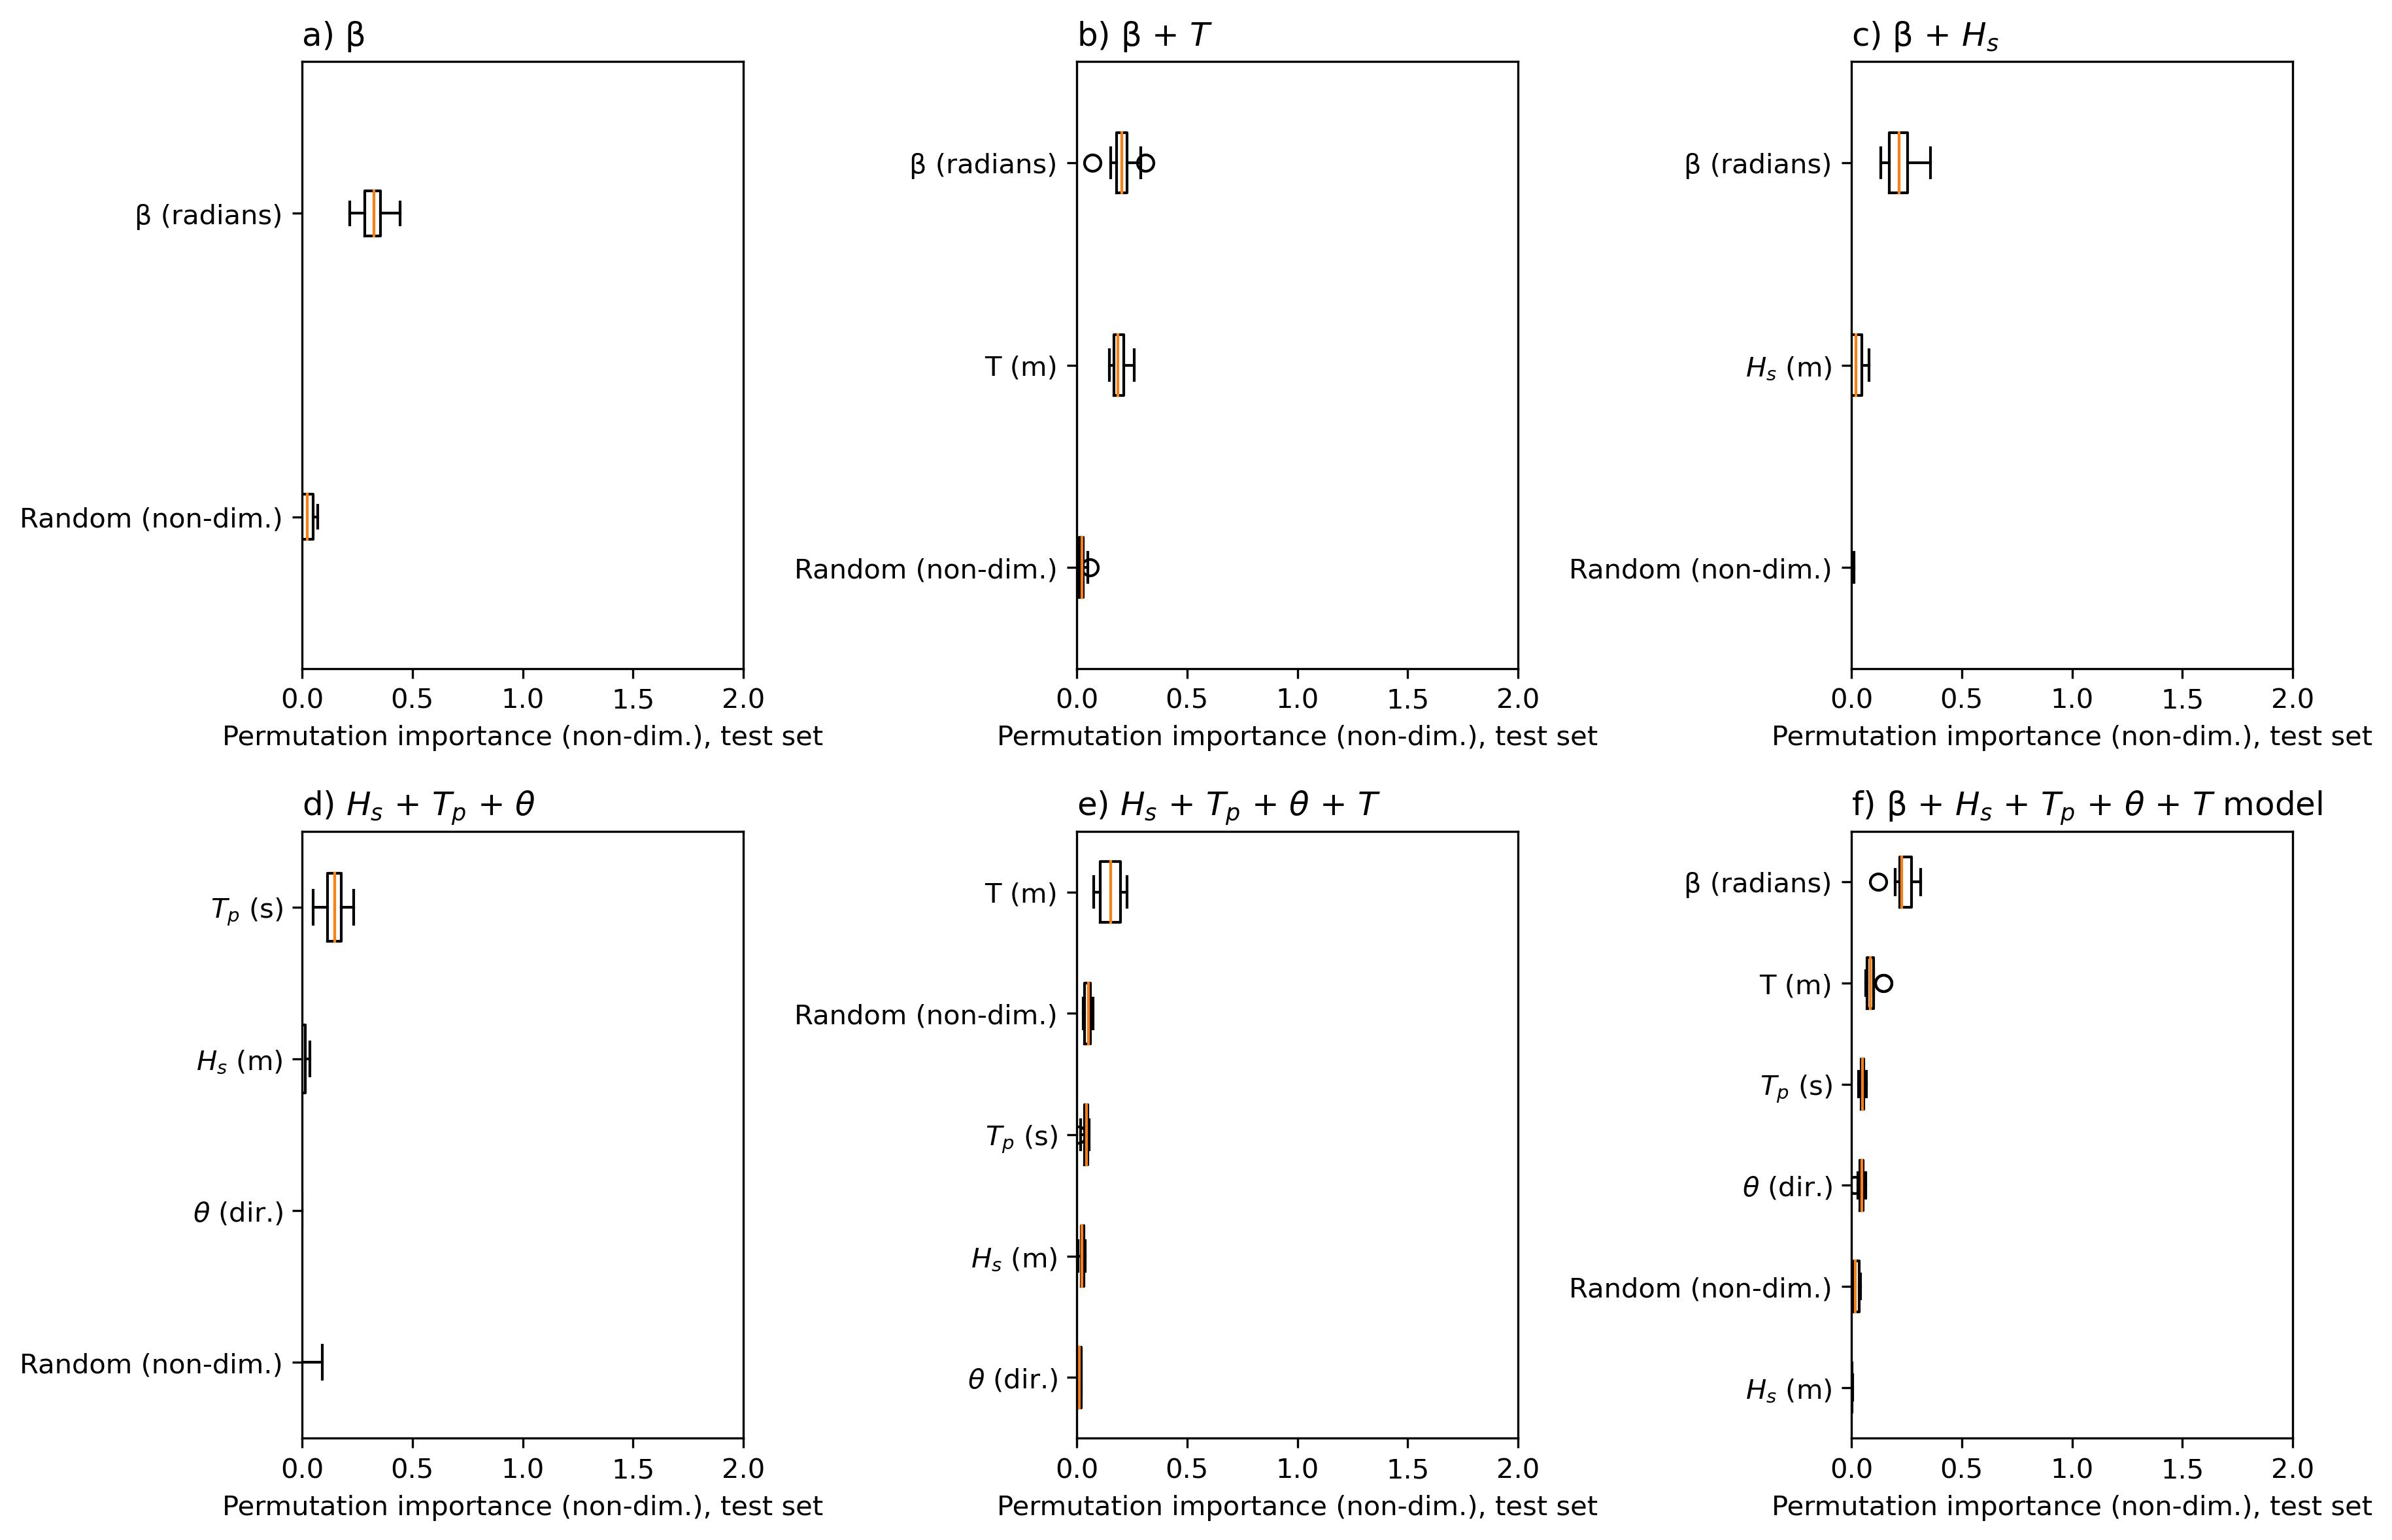 a) β
β (radians)
Random (non-dim.)
0.0 0.5 1.0 1.5 2.0
Permutation importance (non-dim.), test set
b) β + T
β (radians)
T (m)
Random (non-dim.)
0.0 0.5 1.0 1.5 2.0
Permutation importance (non-dim.), test set
c) β + Hs
β (radians)
Hs (m)
Random (non-dim.)
0.0 0.5 1.0 1.5 2.0
Permutation importance (non-dim.), test set
d) Hs + Tp + θ
Tp (s)
Hs (m)
θ (dir.)
Random (non-dim.)
0.0 0.5 1.0 1.5 2.0
Permutation importance (non-dim.), test set
e) Hs + Tp + θ + T
T (m)
Random (non-dim.)
Tp (s)
Hs (m)
θ (dir.)
0.0 0.5 1.0 1.5 2.0
Permutation importance (non-dim.), test set
f) β + Hs + Tp + θ + T model
β (radians)
T (m)
Tp (s)
θ (dir.)
Random (non-dim.)
Hs (m)
0.0 0.5 1.0 1.5 2.0
Permutation importance (non-dim.), test set